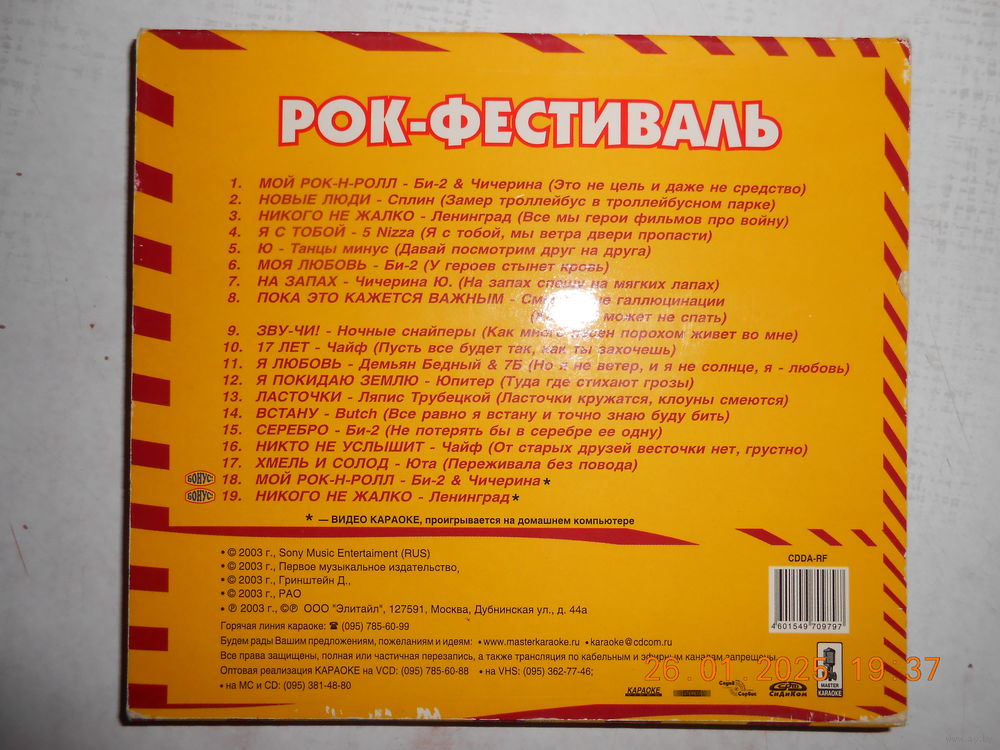 РОК-ФЕСТИВАЛЬ
1. МОЙ РОК-Н-РОЛЛ - Би-2 & Чичерина (Это не цель и даже не средство)
2. НОВЫЕ ЛЮДИ - Сплин (Замер троллейбус в троллейбусном парке)
3. НИКОГО НЕ ЖАЛКО - Ленинград (Все мы герои фильмов про войну)
4. Я С ТОБОЙ - 5 Nizza (Я с тобой, мы ветра двери пропасти)
5. Ю - Танцы минус (Давай посмотрим друг на друга)
6. МОЯ ЛЮБОВЬ - Би-2 (У героев стынет кровь)
7. НА ЗАПАХ - Чичерина Ю. (На запах спешу на мягких лапах)
8. ПОКА ЭТО КАЖЕТСЯ ВАЖНЫМ - галлюцинации
может не спать)
9. ЗВУ-ЧИ! - Ночные снайперы (Как много песен порохом живет во мне)
10. 17 ЛЕТ - Чайф (Пусть все будет так, как ты захочешь)
11. Я ЛЮБОВЬ - Демьян Бедный & 7Б (Но я не ветер, и я не солнце, я - любовь)
12. Я ПОКИДАЮ ЗЕМЛЮ - Юпитер (Туда где стихают грозы)
13. ЛАСТОЧКИ - Ляпис Трубецкой (Ласточки кружатся, клоуны смеются)
14. ВСТАНУ - Butch (Все равно я встану и точно знаю буду бить)
15. СЕРЕБРО - Би-2 (Не потерять бы в серебре ее одну)
16. НИКТО НЕ УСЛЫШИТ - Чайф (От старых друзей весточки нет, грустно)
17. ХМЕЛЬ И СОЛОД - Юта (Переживала без повода)
БОНУС! 18. МОЙ РОК-Н-РОЛЛ - Би-2 & Чичерина*
БОНУС! 19. НИКОГО НЕ ЖАЛКО - Ленинград*
* — ВИДЕО КАРАОКЕ, проигрывается на домашнем компьютере
• © 2003 г., Sony Music Entertaiment (RUS)
• © 2003 г., Первое музыкальное издательство,
• © 2003 г., Гринштейн Д.,
• © 2003 г., РАО
• ℗ 2003 г., ©℗ ООО "Элитайл", 127591, Москва, Дубнинская ул., д. 44а
Горячая линия караоке: ☎ (095) 785-60-99
Будем рады Вашим предложениям, пожеланиям и идеям: • www.masterkaraoke.ru • karaoke@cdcom.ru
Все права защищены, полная или частичная перезапись, а также трансляция по кабельным и эфирным каналам запрещены.
Оптовая реализация КАРАОКЕ на VCD: (095) 785-60-88 • на VHS: (095) 362-77-46;
• на МС и CD: (095) 381-48-80
CDDA-RF
4601549709797
КАРАОКЕ
Саунд Сервис
СиДиКом
MASTER
KARAOKE
26.01.2025 19:37